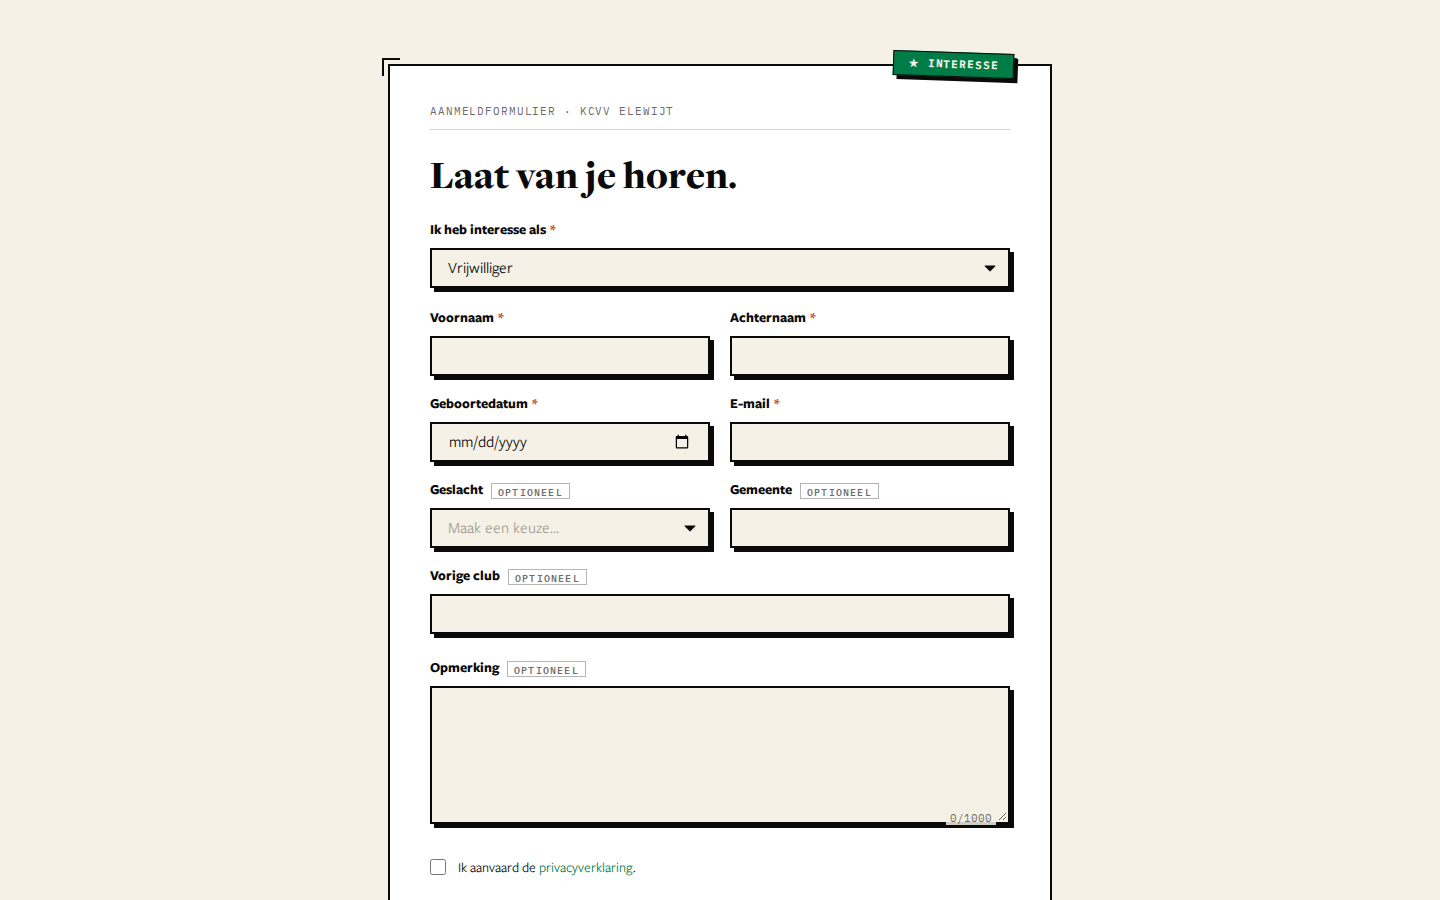 ★ INTERESSE
AANMELDFORMULIER · KCVV ELEWIJT
Laat van je horen.
Ik heb interesse als *
Vrijwilliger
Voornaam *
Achternaam *
Geboortedatum *
E-mail *
mm/dd/yyyy
Geslacht OPTIONEEL
Gemeente OPTIONEEL
Maak een keuze...
Vorige club OPTIONEEL
Opmerking OPTIONEEL
0/1000
Ik aanvaard de privacyverklaring.